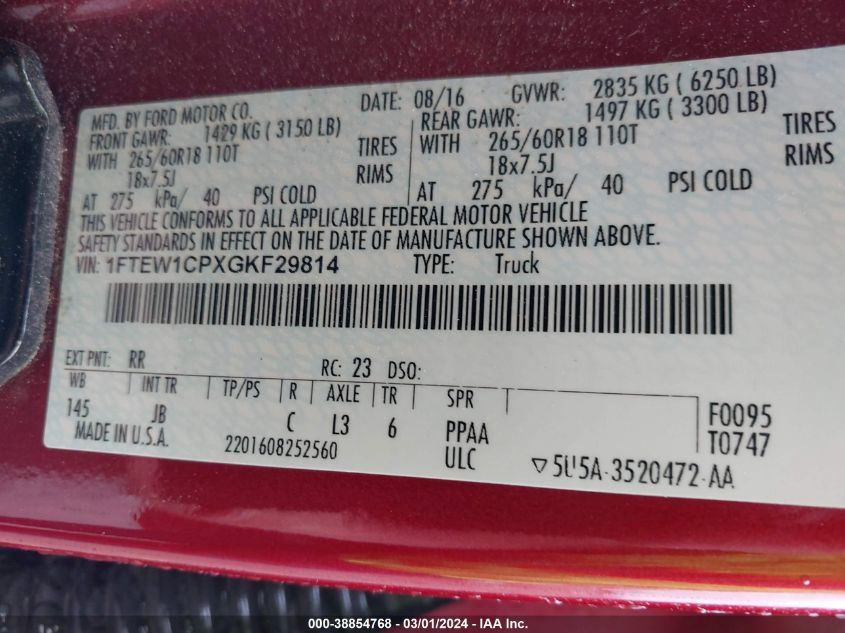 MFD. BY FORD MOTOR CO. DATE: 08/16 GVWR: 2835 KG ( 6250 LB)
FRONT GAWR: 1429 KG ( 3150 LB) REAR GAWR: 1497 KG ( 3300 LB)
WITH 265/60R18 110T TIRES WITH 265/60R18 110T TIRES
18x7.5J RIMS 18x7.5J RIMS
AT 275 kPa/ 40 PSI COLD AT 275 kPa/ 40 PSI COLD
THIS VEHICLE CONFORMS TO ALL APPLICABLE FEDERAL MOTOR VEHICLE
SAFETY STANDARDS IN EFFECT ON THE DATE OF MANUFACTURE SHOWN ABOVE.
VIN: 1FTEW1CPXGKF29814 TYPE: Truck
EXT PNT: RR RC: 23 DSO:
WB INT TR TP/PS R AXLE TR SPR
145 JB C L3 6 PPAA F0095
MADE IN U.S.A. 2201608252560 ULC T0747
▽5U5A-3520472-AA
000-38854768 - 03/01/2024 - IAA, Inc.